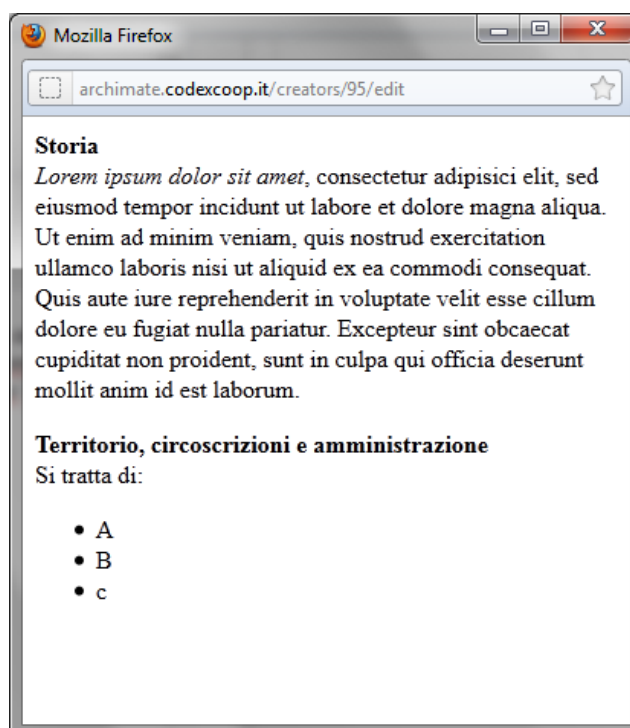 Mozilla Firefox
archimate.codexcoop.it/creators/95/edit
Storia
Lorem ipsum dolor sit amet, consectetur adipisici elit, sed
eiusmod tempor incidunt ut labore et dolore magna aliqua.
Ut enim ad minim veniam, quis nostrud exercitation
ullamco laboris nisi ut aliquid ex ea commodi consequat.
Quis aute iure reprehenderit in voluptate velit esse cillum
dolore eu fugiat nulla pariatur. Excepteur sint obcaecat
cupiditat non proident, sunt in culpa qui officia deserunt
mollit anim id est laborum.
Territorio, circoscrizioni e amministrazione
Si tratta di:
• A
• B
• c